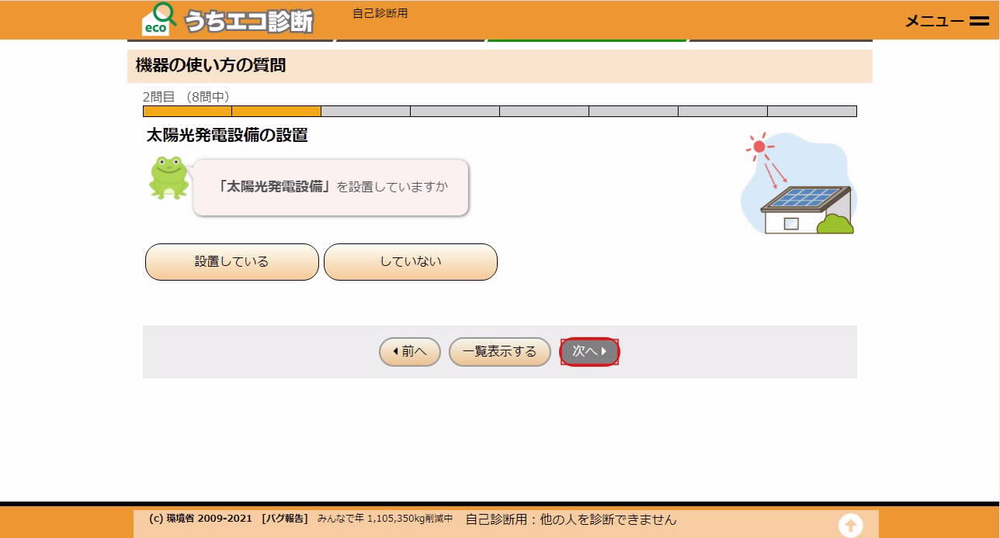 eco うちエコ診断 自己診断用 メニュー
機器の使い方の質問
2問目 （8問中）
太陽光発電設備の設置
「太陽光発電設備」を設置していますか
設置している していない
前へ 一覧表示する 次へ
(c) 環境省 2009-2021 [バグ報告] みんなで年 1,105,350kg削減中 自己診断用：他の人を診断できません